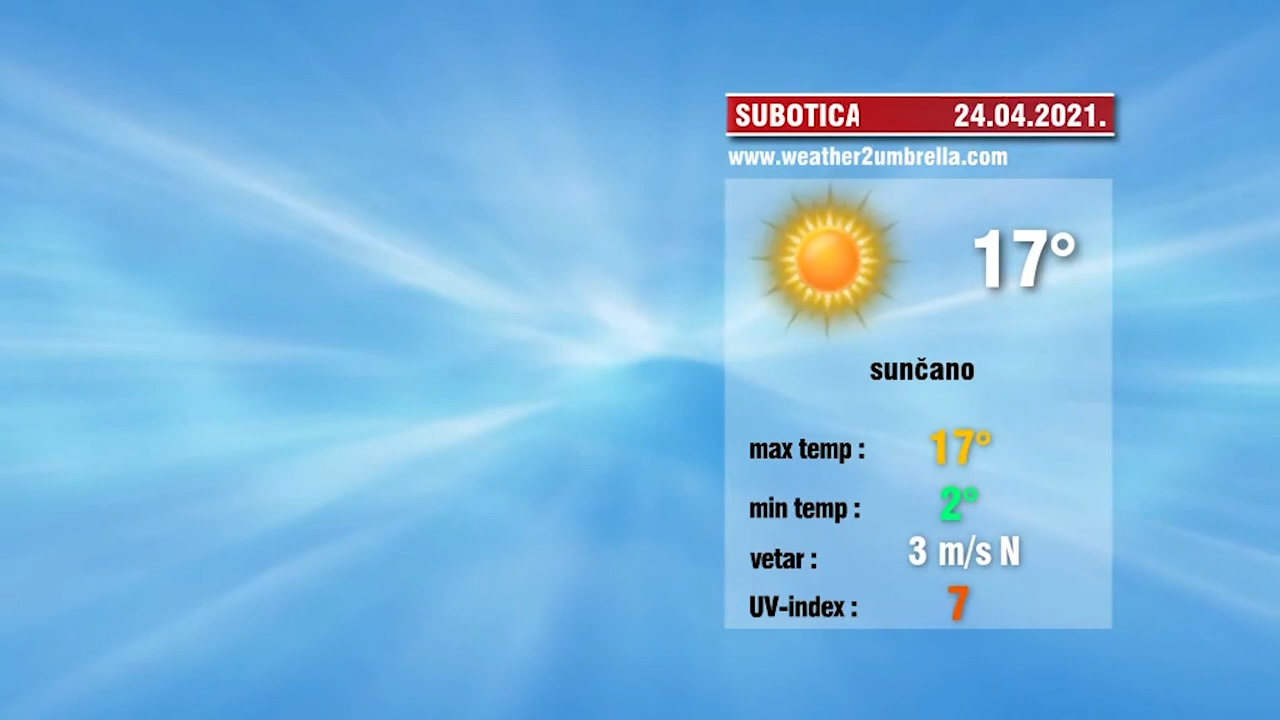 SUBOTICA 24.04.2021.
www.weather2umbrella.com
17°
sunčano
max temp : 17°
min temp : 2°
vetar : 3 m/s N
UV-index : 7